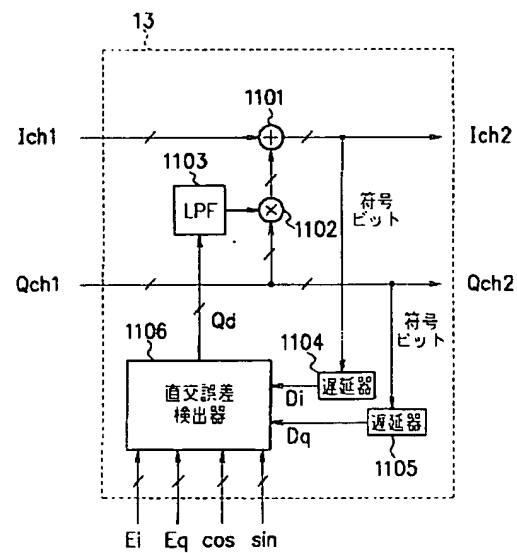 13
1101
Ich1
Ich2
1103
LPF
1102
符号
ビット
Qch1
Qch2
Qd
1106
1104
符号
ビット
直交誤差
検出器
Di
遅延器
Dq
遅延器
1105
Ei
Eq
cos
sin